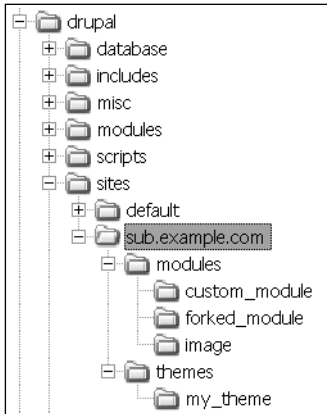 drupal
database
includes
misc
modules
scripts
sites
default
sub.example.com
modules
custom_module
forked_module
image
themes
my_theme